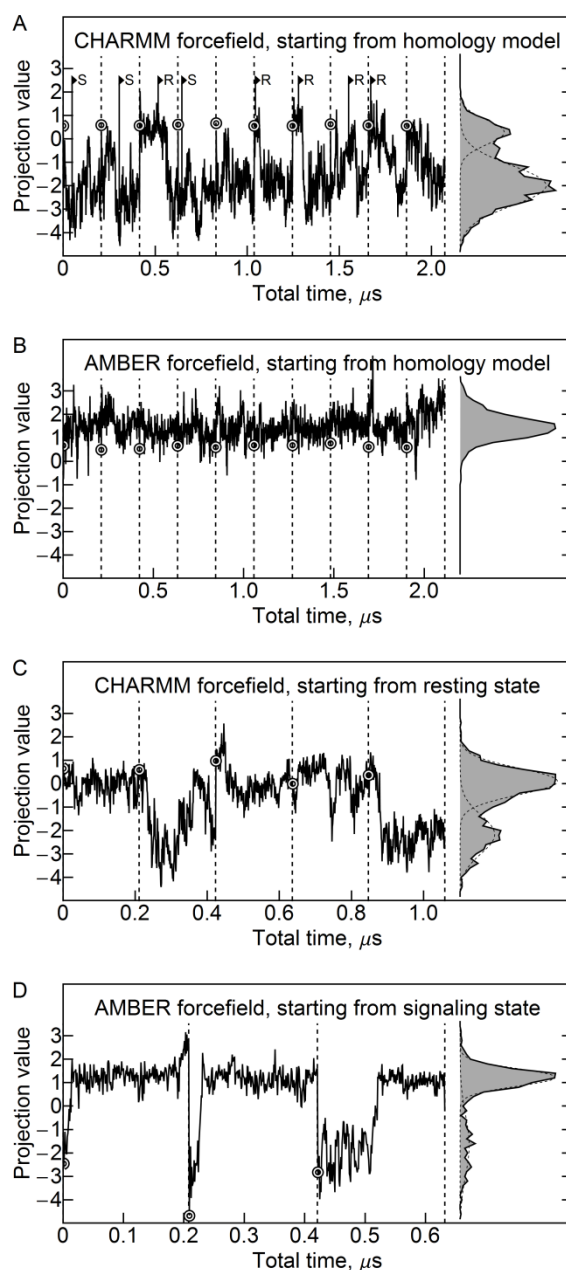 A
CHARMM forcefield, starting from homology model
S S R S R R R R
Projection value
3
2
1
0
−1
−2
−3
−4
0 0.5 1.0 1.5 2.0
Total time, μs
B
AMBER forcefield, starting from homology model
Projection value
3
2
1
0
−1
−2
−3
−4
0 0.5 1.0 1.5 2.0
Total time, μs
C
CHARMM forcefield, starting from resting state
Projection value
3
2
1
0
−1
−2
−3
−4
0 0.2 0.4 0.6 0.8 1.0
Total time, μs
D
AMBER forcefield, starting from signaling state
Projection value
3
2
1
0
−1
−2
−3
−4
0 0.1 0.2 0.3 0.4 0.5 0.6
Total time, μs